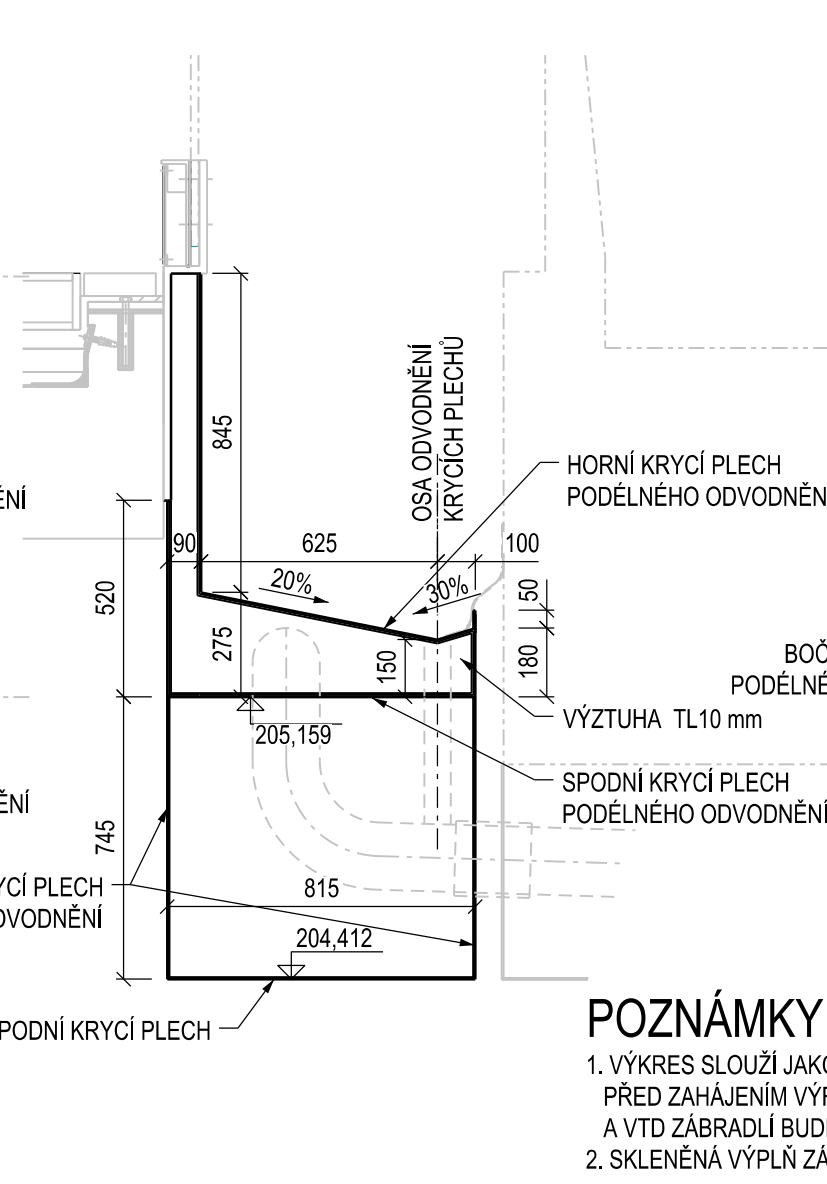 845
OSA ODVODNĚNÍ
KRYCÍCH PLECHŮ
HORNÍ KRYCÍ PLECH
PODÉLNÉHO ODVODNĚN
ĚNÍ
90
625
100
520
20%
30%
50
275
150
180
BOČ
PODÉLNÉ
VÝZTUHA TL10 mm
205,159
SPODNÍ KRYCÍ PLECH
PODÉLNÉHO ODVODNĚNÍ
ĚNÍ
745
YCÍ PLECH
DVODNĚNÍ
815
204,412
PODNÍ KRYCÍ PLECH
POZNÁMKY
1. VÝKRES SLOUŽÍ JAKO
PŘED ZAHÁJENÍM VÝR
A VTD ZÁBRADLÍ BUD
2. SKLENĚNÁ VÝPLŇ ZÁ